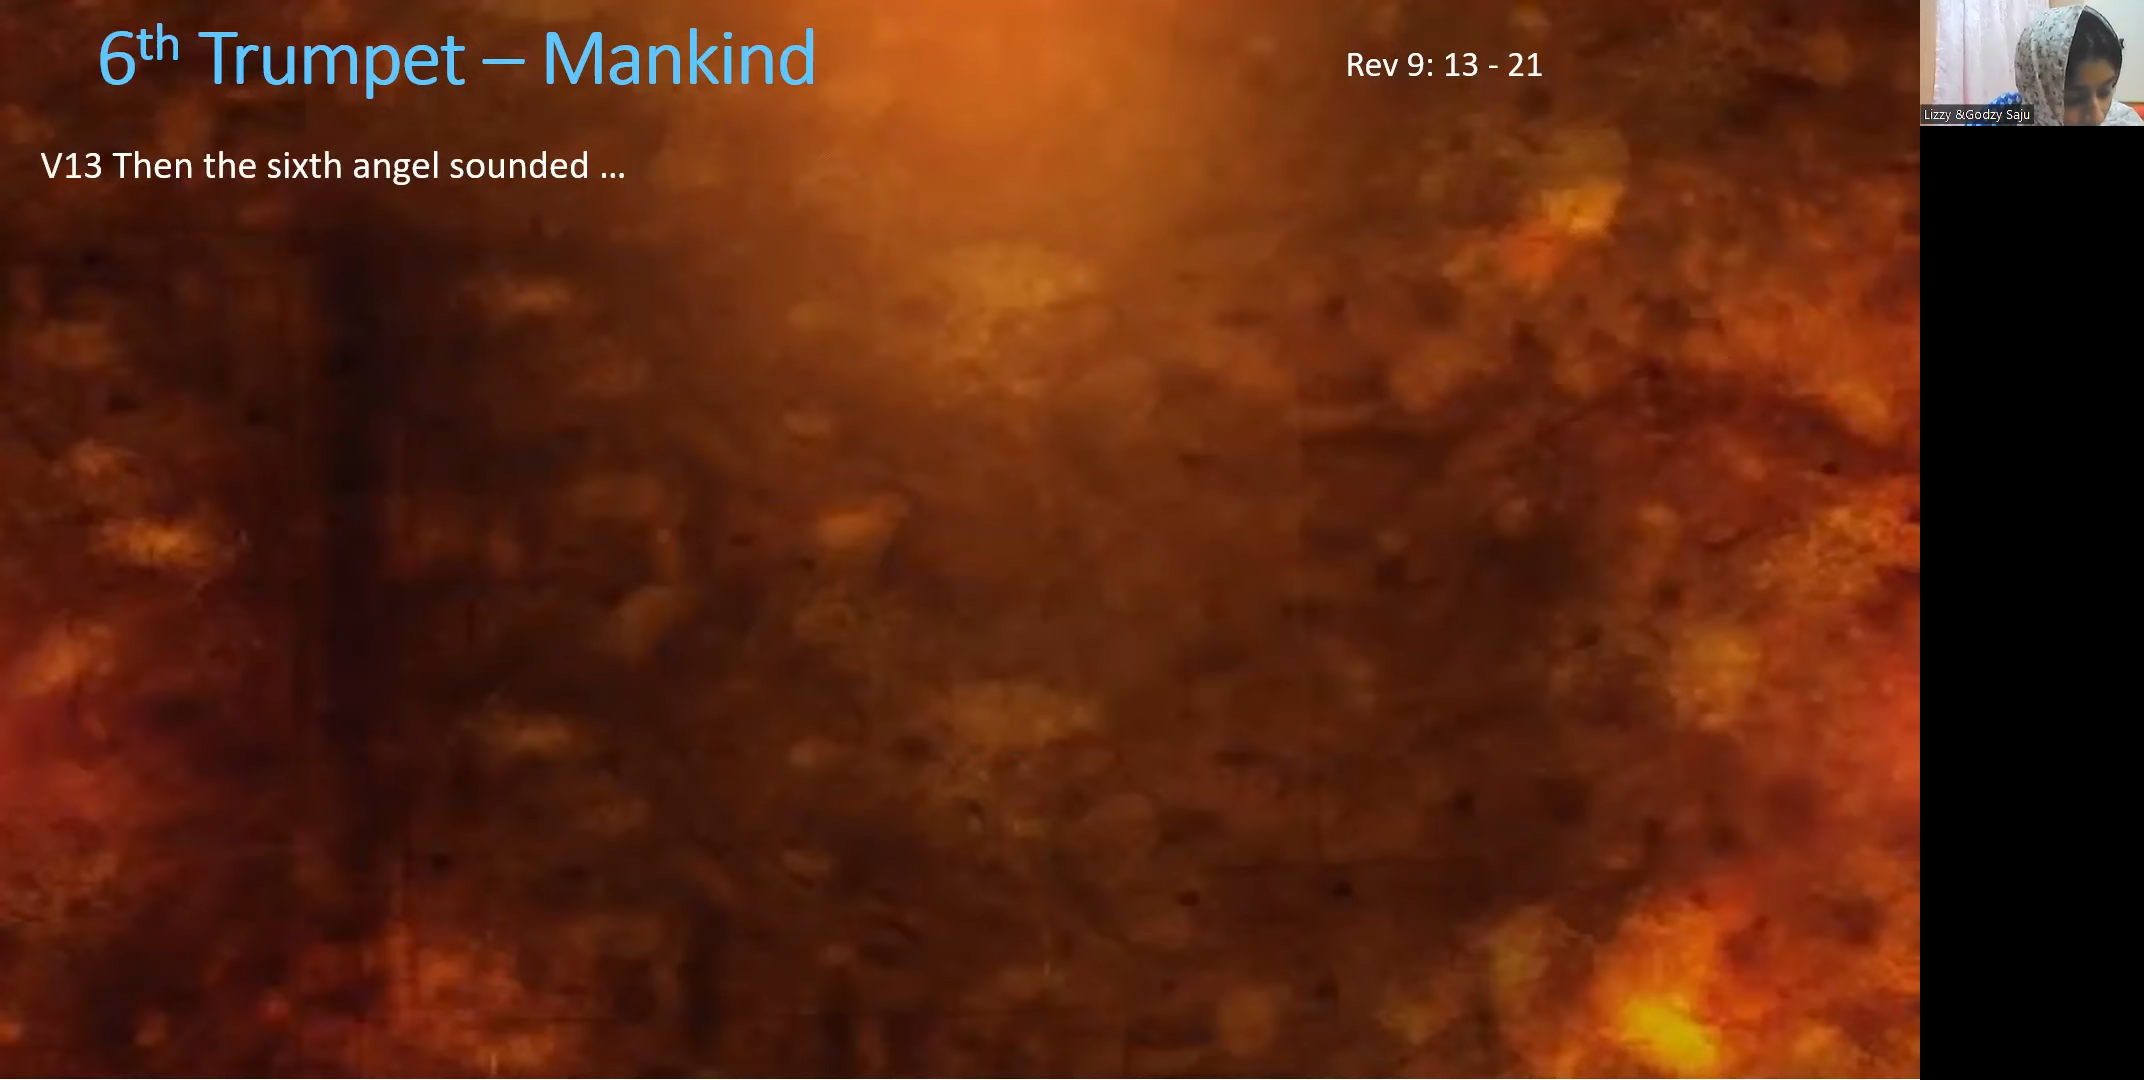 6th Trumpet – Mankind
Rev 9: 13 - 21
V13 Then the sixth angel sounded ...
Lizzy &Godzy Saju